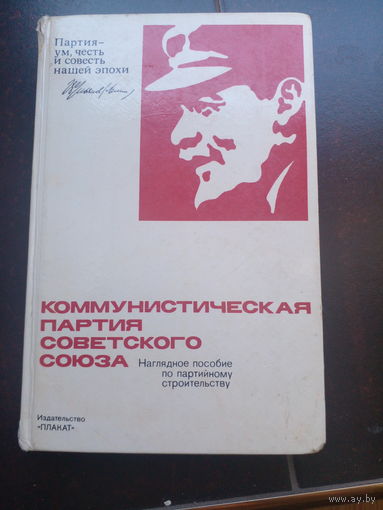 Партия–
ум, честь
и совесть
нашей эпохи
КОММУНИСТИЧЕСКАЯ
ПАРТИЯ
СОВЕТСКОГО
СОЮЗА Наглядное пособие
по партийному
строительству
Издательство
«ПЛАКАТ»
www.ay.by